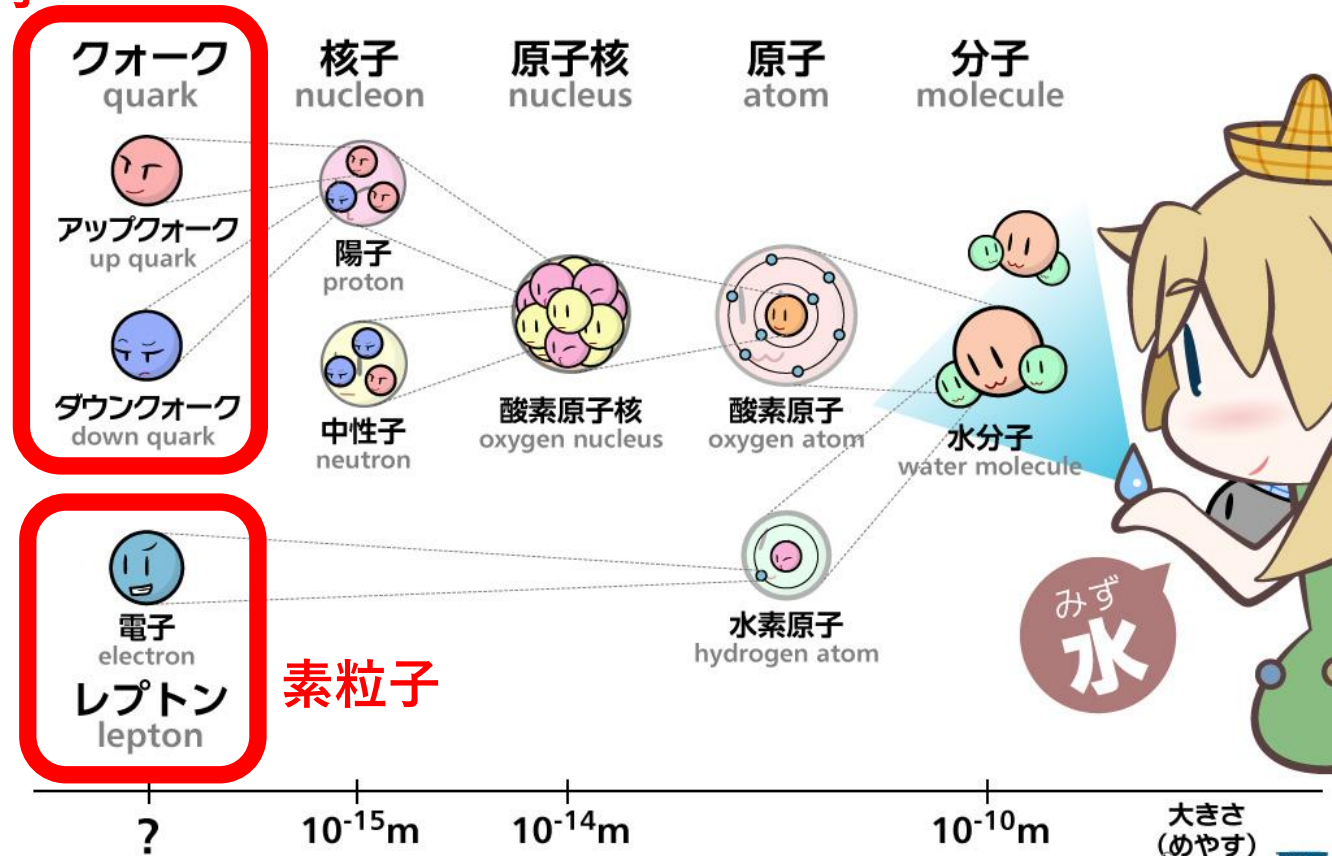 クォーク
quark
核子
nucleon
原子核
nucleus
原子
atom
分子
molecule
アップクォーク
up quark
陽子
proton
ダウンクォーク
down quark
中性子
neutron
酸素原子核
oxygen nucleus
酸素原子
oxygen atom
水分子
water molecule
電子
electron
レプトン
lepton
素粒子
水素原子
hydrogen atom
みず
水
?
10⁻¹⁵m
10⁻¹⁴m
10⁻¹⁰m
大きさ
(めやす)